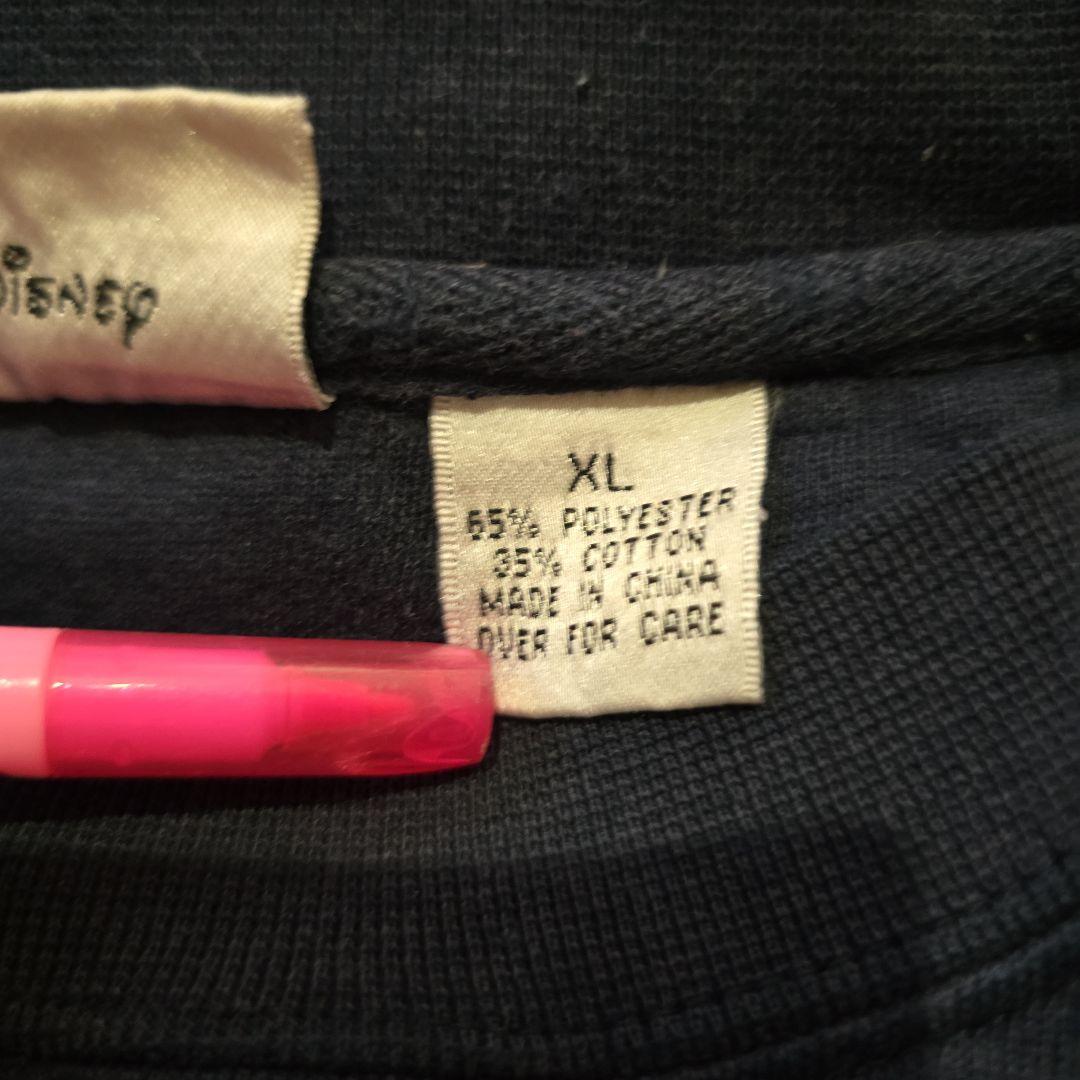 DISNEY
XL
65% POLYESTER
35% COTTON
MADE IN CHINA
OVER FOR CARE